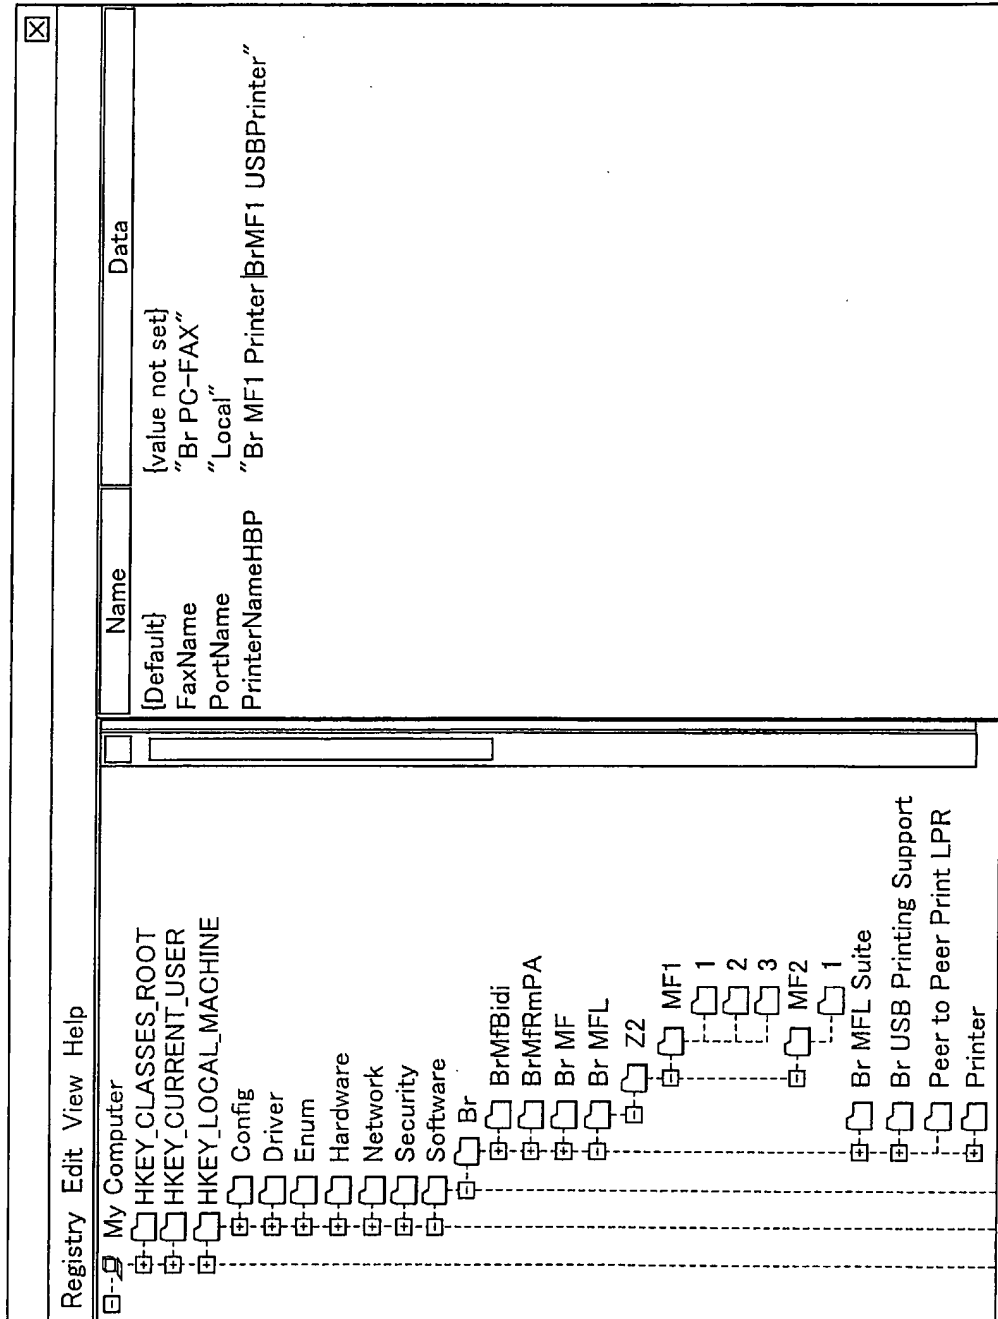 Registry Edit View Help
My Computer
HKEY_CLASSES_ROOT
HKEY_CURRENT_USER
HKEY_LOCAL_MACHINE
Config
Driver
Enum
Hardware
Network
Security
Software
Br
BrMfBidi
BrMfRmPA
Br MF
Br MFL
Z2
MF1
1
2
3
MF2
1
Br MFL Suite
Br USB Printing Support
Peer to Peer Print LPR
Printer
Name Data
{Default} {value not set}
FaxName "Br PC-FAX"
PortName "Local"
PrinterNameHBP "Br MF1 Printer|BrMF1 USBPrinter"